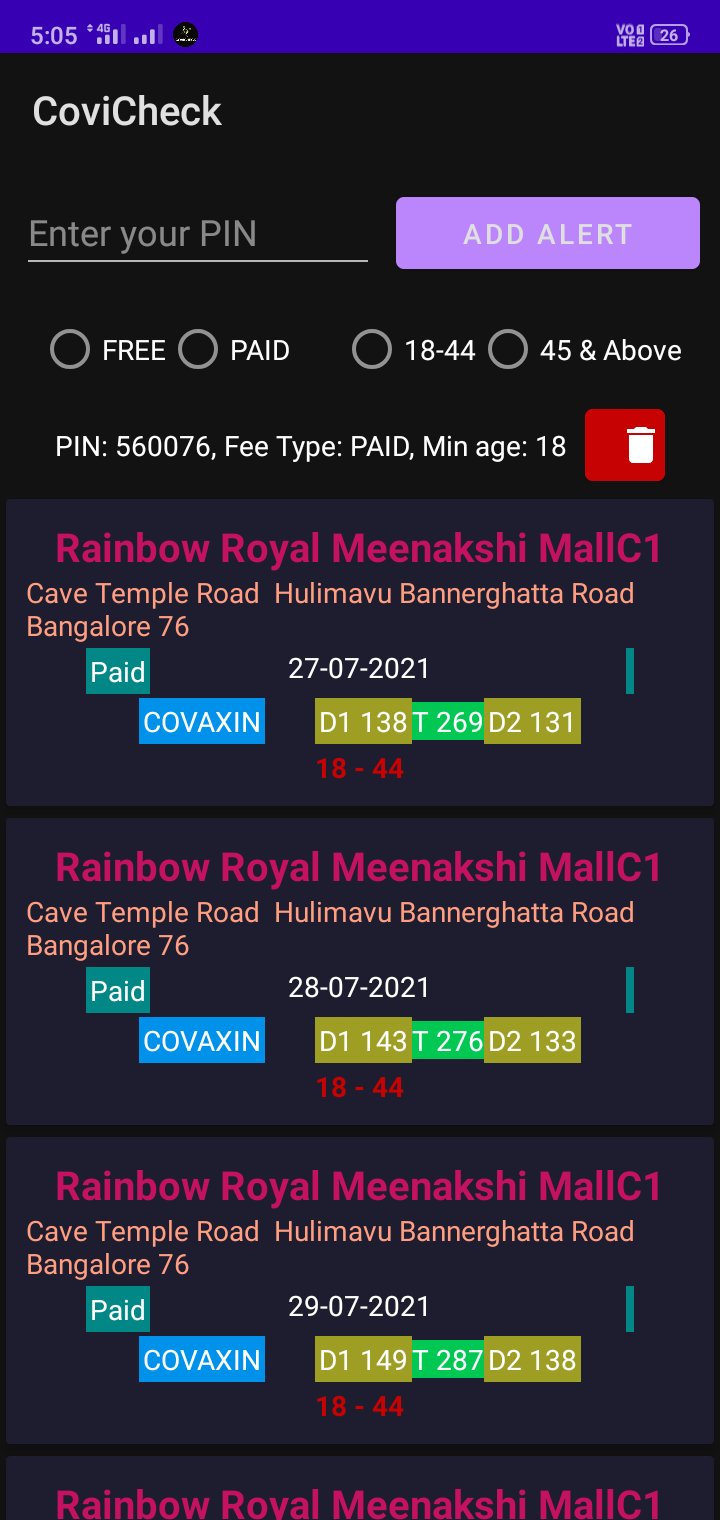 5:05 4G VO 1 LTE 2 26
CoviCheck
Enter your PIN ADD ALERT
FREE PAID 18-44 45 & Above
PIN: 560076, Fee Type: PAID, Min age: 18
Rainbow Royal Meenakshi MallC1
Cave Temple Road Hulimavu Bannerghatta Road
Bangalore 76
Paid 27-07-2021
COVAXIN D1 138 T 269 D2 131
18 - 44
Rainbow Royal Meenakshi MallC1
Cave Temple Road Hulimavu Bannerghatta Road
Bangalore 76
Paid 28-07-2021
COVAXIN D1 143 T 276 D2 133
18 - 44
Rainbow Royal Meenakshi MallC1
Cave Temple Road Hulimavu Bannerghatta Road
Bangalore 76
Paid 29-07-2021
COVAXIN D1 149 T 287 D2 138
18 - 44
Rainbow Royal Meenakshi MallC1